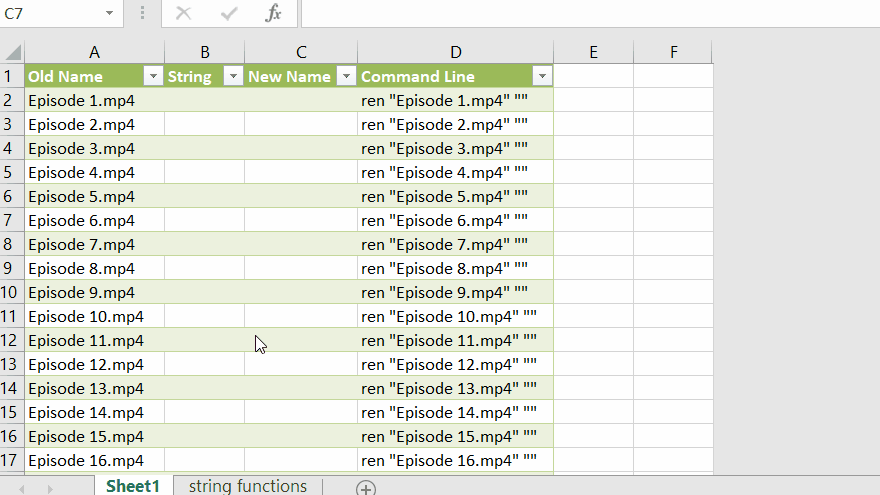 C7 fx
A B C D E F
1 Old Name String New Name Command Line
2 Episode 1.mp4 ren "Episode 1.mp4" ""
3 Episode 2.mp4 ren "Episode 2.mp4" ""
4 Episode 3.mp4 ren "Episode 3.mp4" ""
5 Episode 4.mp4 ren "Episode 4.mp4" ""
6 Episode 5.mp4 ren "Episode 5.mp4" ""
7 Episode 6.mp4 ren "Episode 6.mp4" ""
8 Episode 7.mp4 ren "Episode 7.mp4" ""
9 Episode 8.mp4 ren "Episode 8.mp4" ""
10 Episode 9.mp4 ren "Episode 9.mp4" ""
11 Episode 10.mp4 ren "Episode 10.mp4" ""
12 Episode 11.mp4 ren "Episode 11.mp4" ""
13 Episode 12.mp4 ren "Episode 12.mp4" ""
14 Episode 13.mp4 ren "Episode 13.mp4" ""
15 Episode 14.mp4 ren "Episode 14.mp4" ""
16 Episode 15.mp4 ren "Episode 15.mp4" ""
17 Episode 16.mp4 ren "Episode 16.mp4" ""
Sheet1 string functions